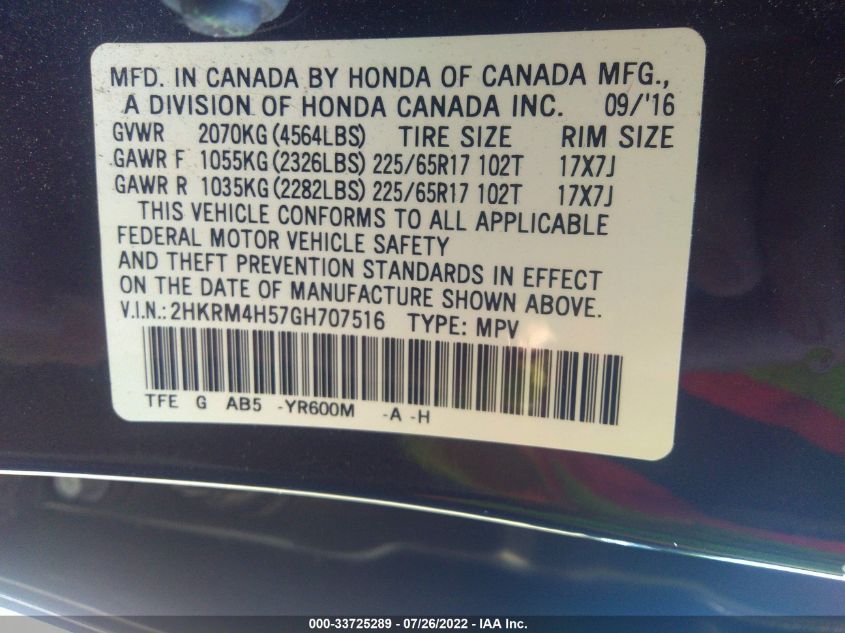 MFD. IN CANADA BY HONDA OF CANADA MFG.,
A DIVISION OF HONDA CANADA INC. 09/'16
GVWR 2070KG (4564LBS) TIRE SIZE RIM SIZE
GAWR F 1055KG (2326LBS) 225/65R17 102T 17X7J
GAWR R 1035KG (2282LBS) 225/65R17 102T 17X7J
THIS VEHICLE CONFORMS TO ALL APPLICABLE
FEDERAL MOTOR VEHICLE SAFETY
AND THEFT PREVENTION STANDARDS IN EFFECT
ON THE DATE OF MANUFACTURE SHOWN ABOVE.
V.I.N.: 2HKRM4H57GH707516 TYPE: MPV
TFE G AB5 -YR600M -A -H
000-33725289 - 07/26/2022 - IAA Inc.